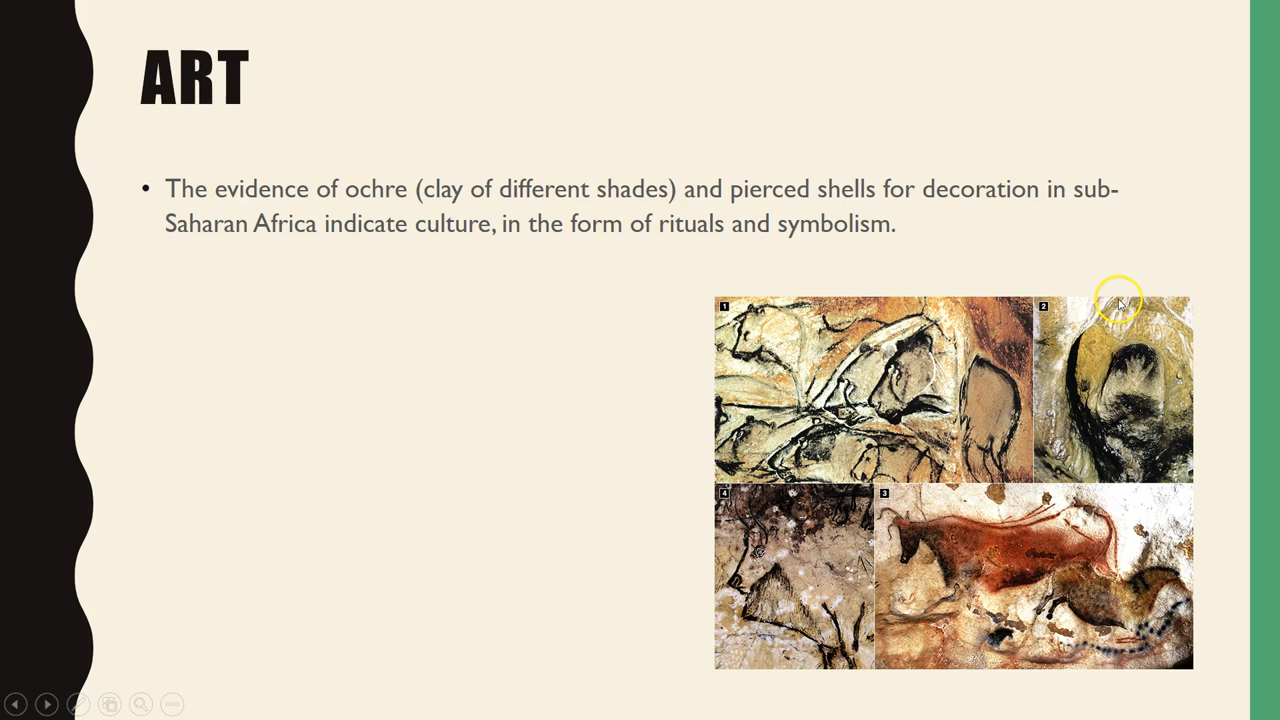 ART
• The evidence of ochre (clay of different shades) and pierced shells for decoration in sub-
Saharan Africa indicate culture, in the form of rituals and symbolism.
1
2
4
3